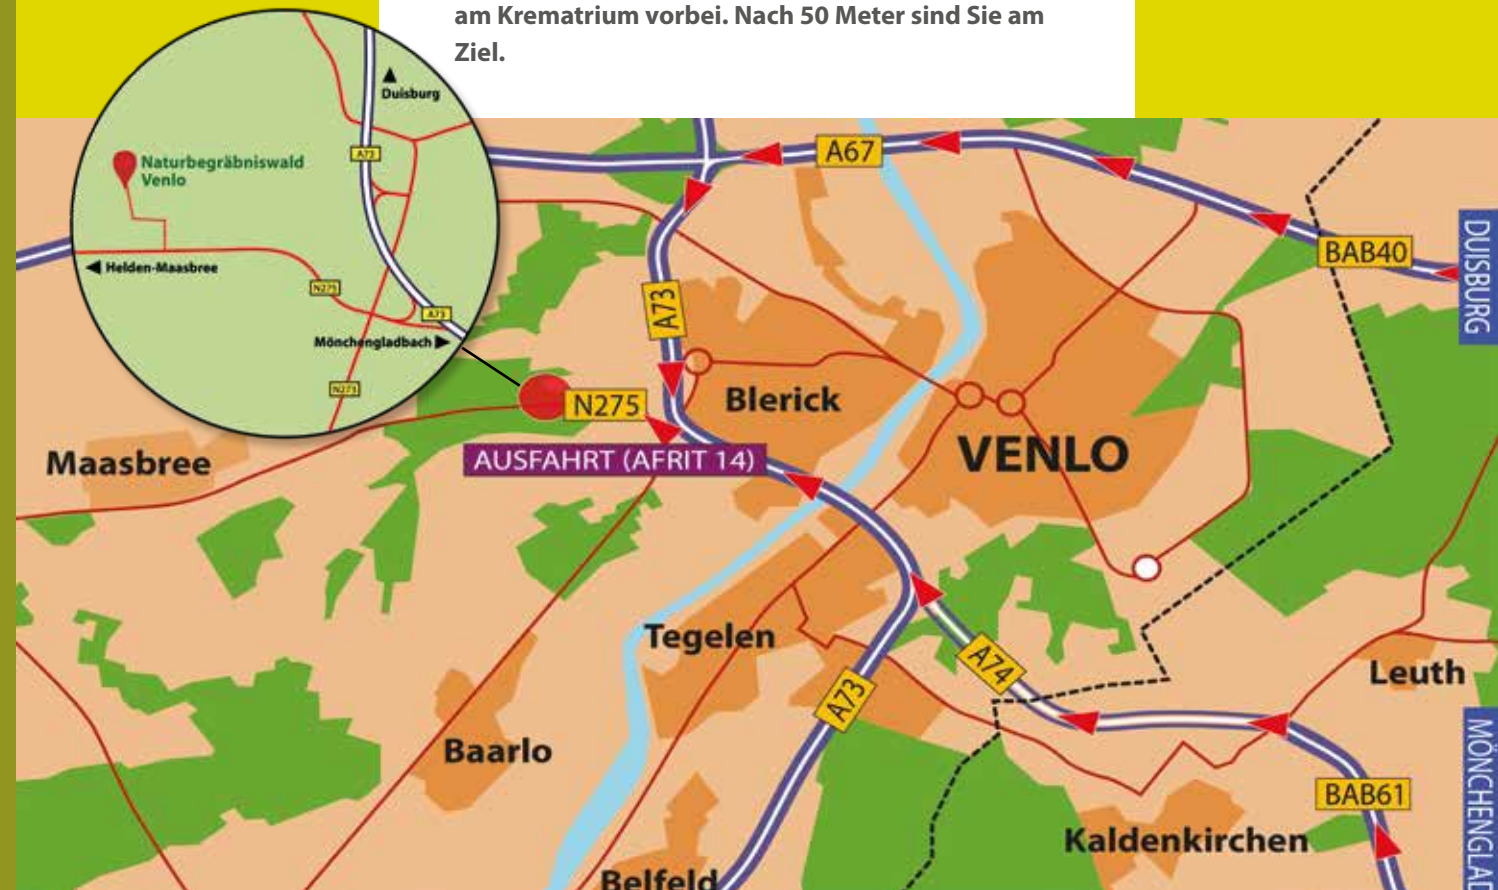 am Krematrium vorbei. Nach 50 Meter sind Sie am
Ziel.
Duisburg
A73
Naturbegräbniswald
Venlo
Helden-Maasbree
N275
A73
Mönchengladbach
N273
A67
BAB40
DUISBURG
A73
Blerick
N275
VENLO
Maasbree
AUSFAHRT (AFRIT 14)
Tegelen
A74
Leuth
A73
Baarlo
BAB61
MÖNCHENGLAD
Kaldenkirchen
Belfeld